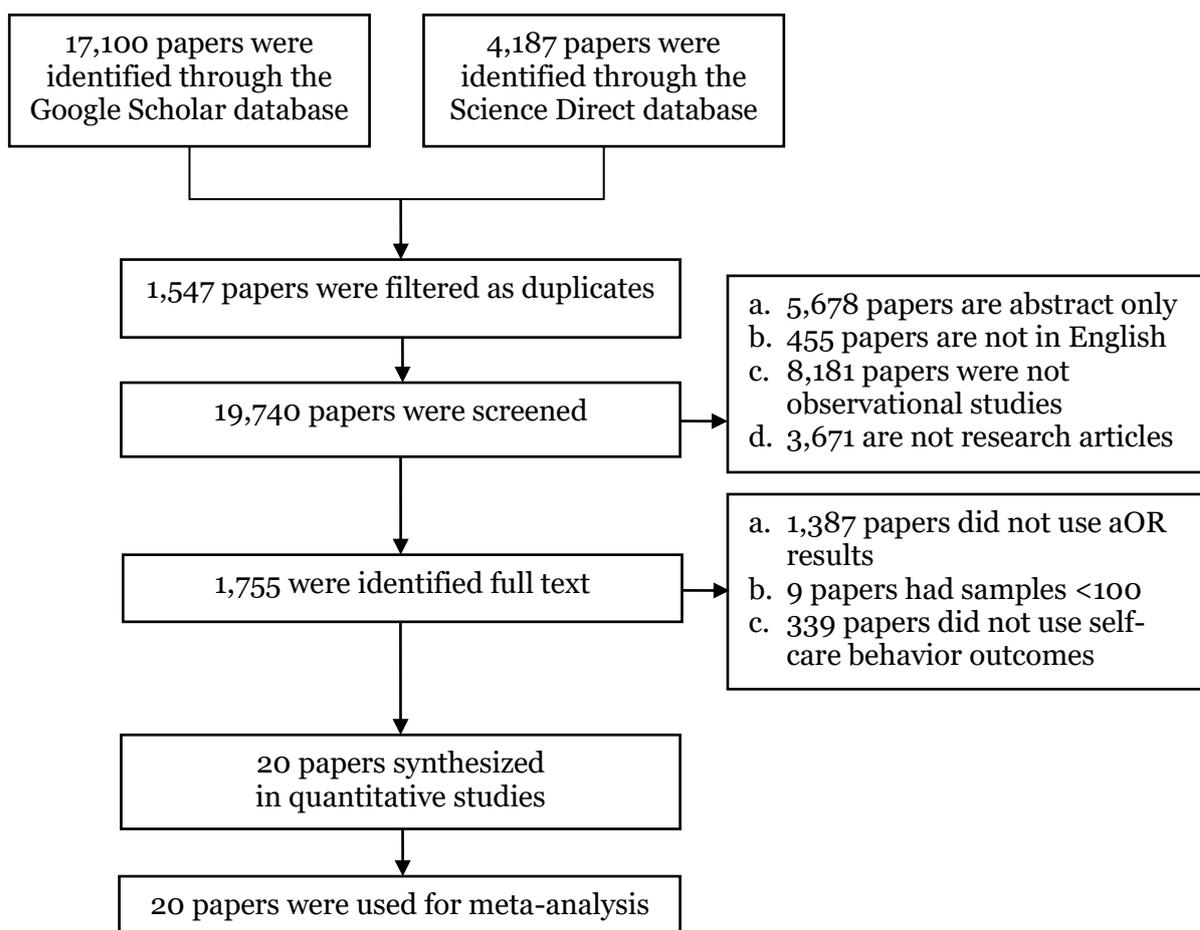 17,100 papers were
identified through the
Google Scholar database
4,187 papers were
identified through the
Science Direct database
1,547 papers were filtered as duplicates
19,740 papers were screened
a. 5,678 papers are abstract only
b. 455 papers are not in English
c. 8,181 papers were not
observational studies
d. 3,671 are not research articles
1,755 were identified full text
a. 1,387 papers did not use aOR
results
b. 9 papers had samples <100
c. 339 papers did not use self-
care behavior outcomes
20 papers synthesized
in quantitative studies
20 papers were used for meta-analysis